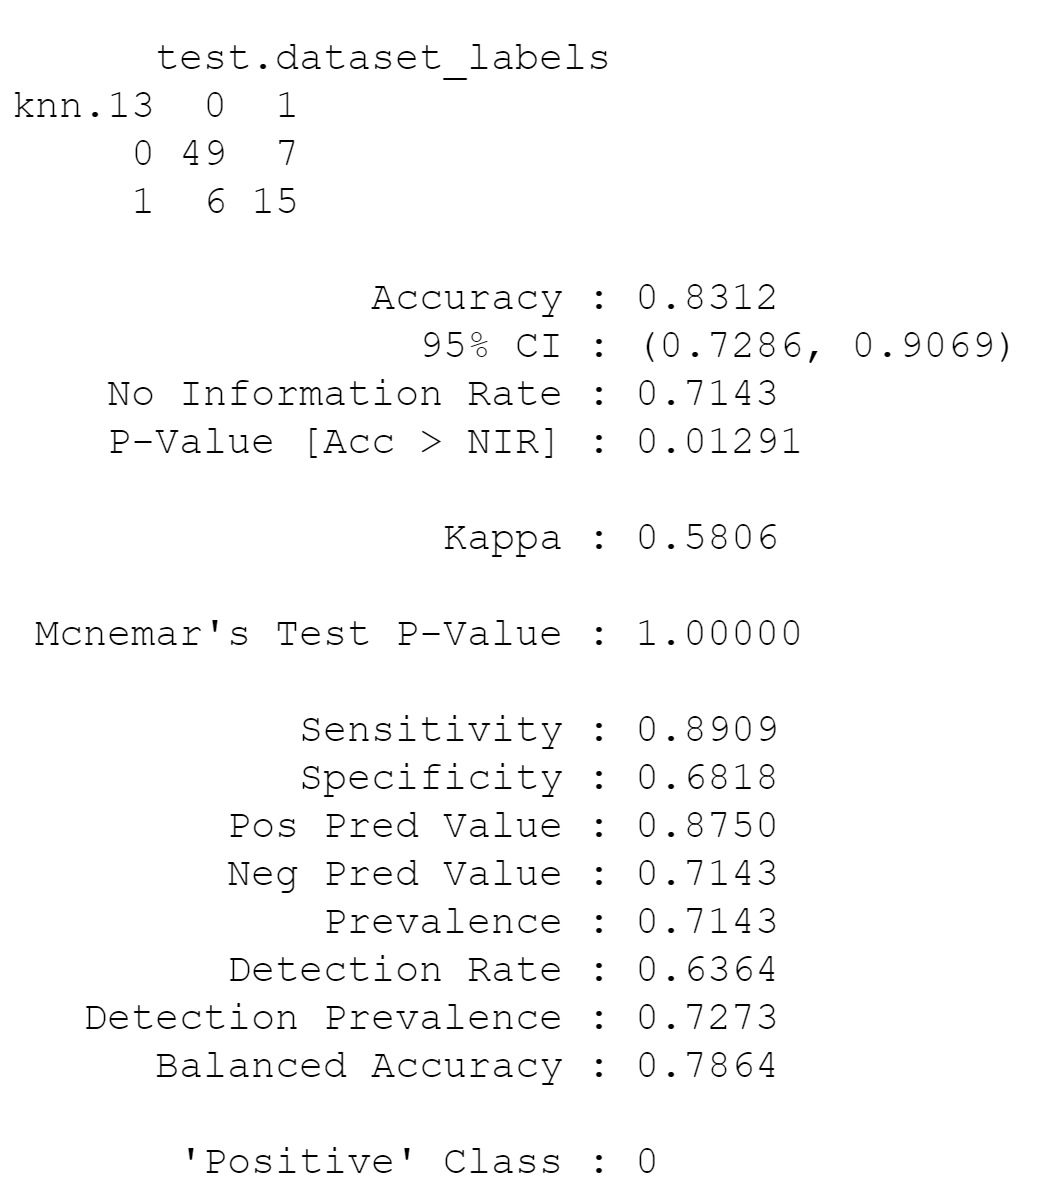 test.dataset_labels
knn.13 0 1
0 49 7
1 6 15
Accuracy : 0.8312
95% CI : (0.7286, 0.9069)
No Information Rate : 0.7143
P-Value [Acc > NIR] : 0.01291
Kappa : 0.5806
Mcnemar's Test P-Value : 1.00000
Sensitivity : 0.8909
Specificity : 0.6818
Pos Pred Value : 0.8750
Neg Pred Value : 0.7143
Prevalence : 0.7143
Detection Rate : 0.6364
Detection Prevalence : 0.7273
Balanced Accuracy : 0.7864
'Positive' Class : 0